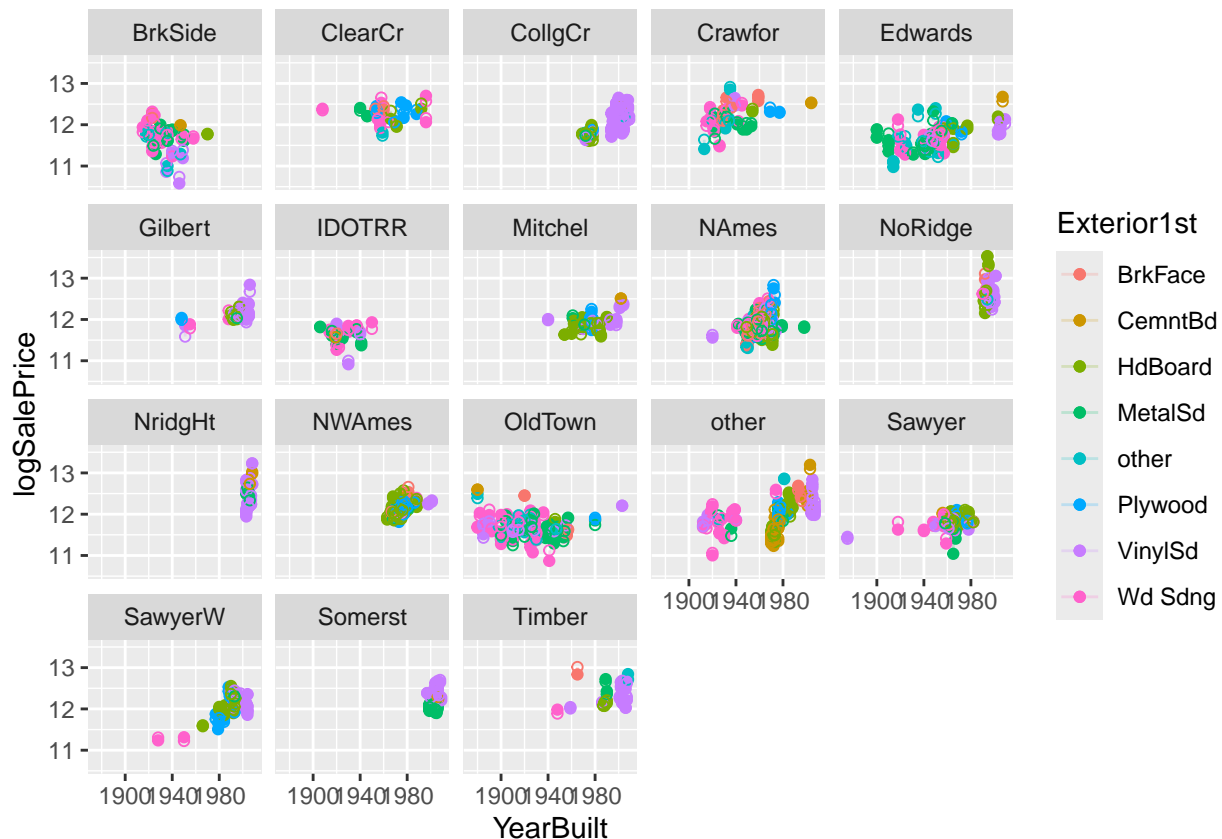 BrkSide ClearCr CollgCr Crawfor Edwards
13
12
11
Gilbert IDOTRR Mitchel NAmes NoRidge
13
12
11
NridgHt NWAmes OldTown other Sawyer
13
12
11
1900 1940 1980 1900 1940 1980
SawyerW Somerst Timber
13
12
11
1900 1940 1980 1900 1940 1980 1900 1940 1980
YearBuilt
logSalePrice
Exterior1st
BrkFace
CemntBd
HdBoard
MetalSd
other
Plywood
VinylSd
Wd Sdng